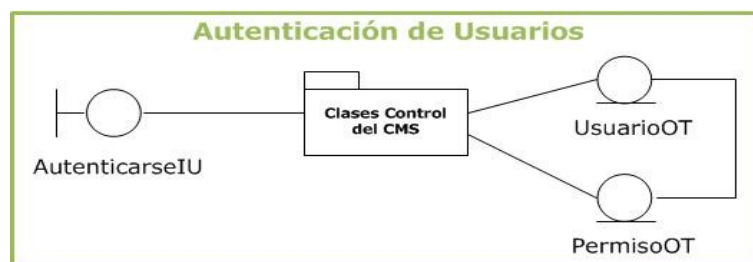 Autenticación de Usuarios
Clases Control
del CMS
AutenticarseIU
UsuarioOT
PermisoOT